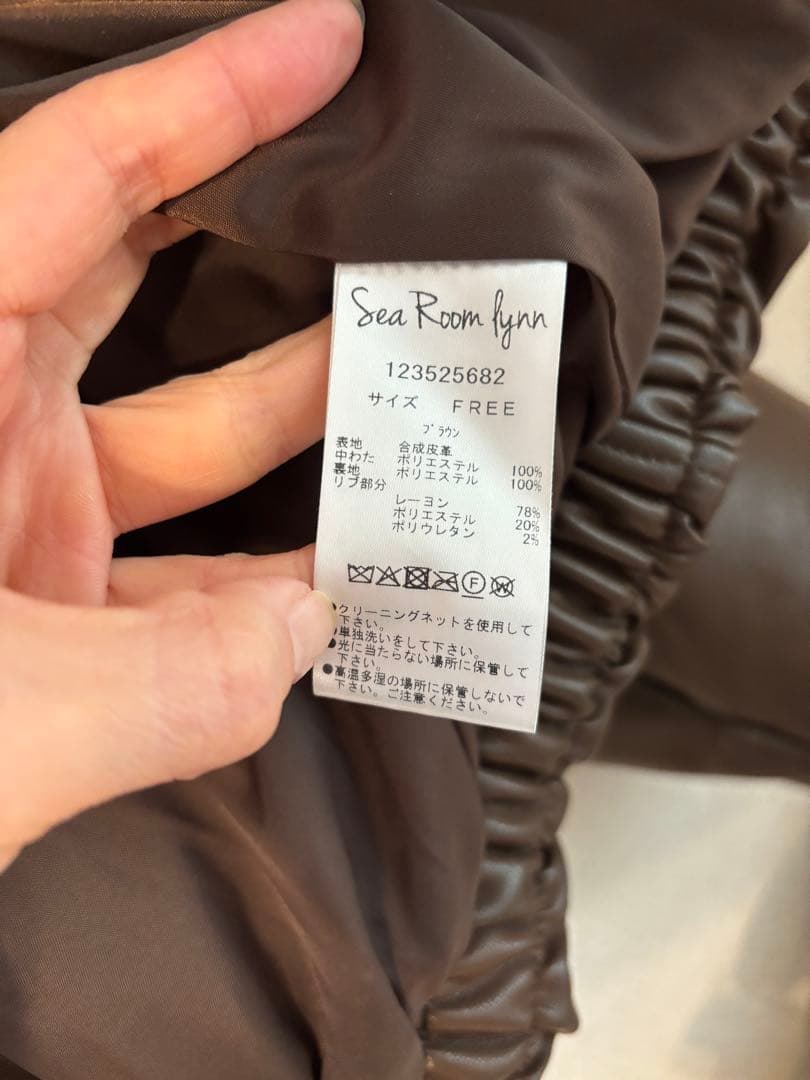 Sea Room lynn
123525682
サイズ FREE
ブラウン
表地 合成皮革
中わた ポリエステル 100%
裏地 ポリエステル 100%
リブ部分
レーヨン 78%
ポリエステル 20%
ポリウレタン 2%
F W
●クリーニングネットを使用して
下さい。
●単独洗いをして下さい。
●光に当たらない場所に保管して
下さい。
●高温多湿の場所に保管しないで
下さい。ご注意ください。